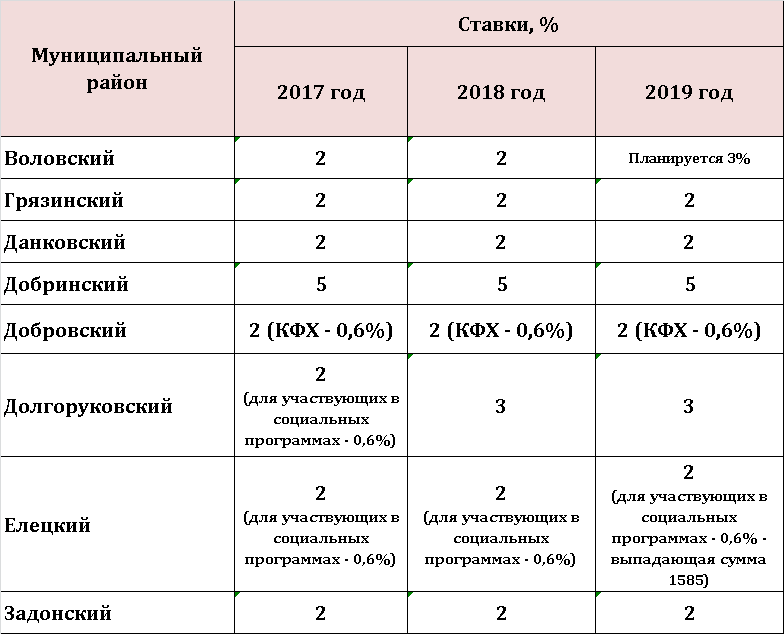 Муниципальный
район
Ставки, %
2017 год
2018 год
2019 год
Воловский
2
2
Планируется 3%
Грязинский
2
2
2
Данковский
2
2
2
Добринский
5
5
5
Добровский
2 (КФХ - 0,6%)
2 (КФХ - 0,6%)
2 (КФХ - 0,6%)
Долгоруковский
2
(для участвующих в
социальных
программах - 0,6%)
3
3
Елецкий
2
(для участвующих в
социальных
программах - 0,6%)
2
(для участвующих в
социальных
программах - 0,6%)
2
(для участвующих в
социальных
программах - 0,6% -
выпадающая сумма
1585)
Задонский
2
2
2